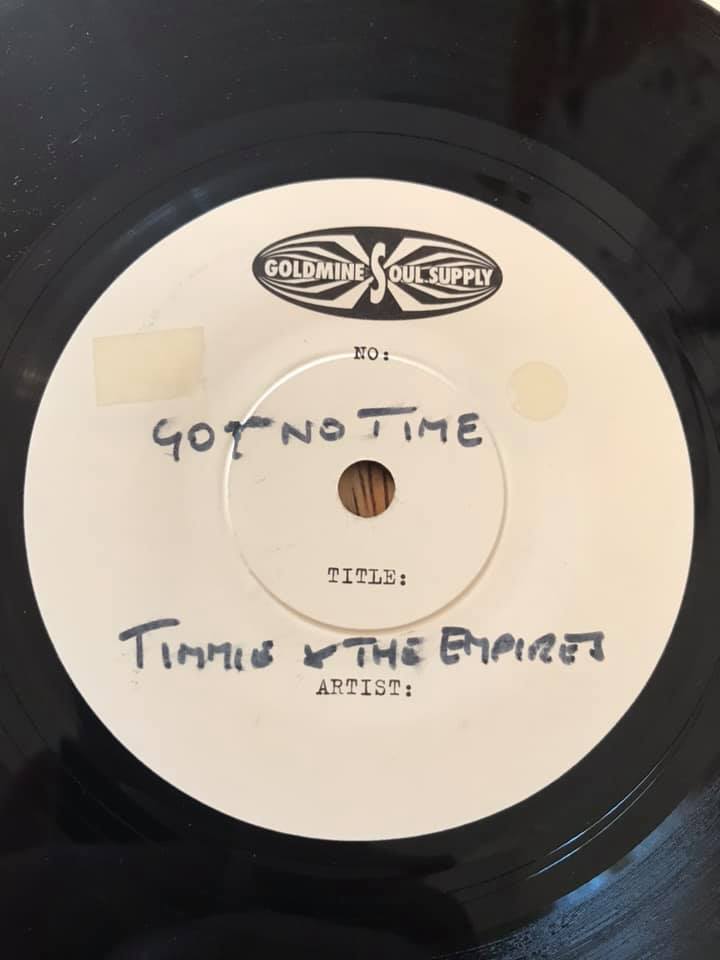 GOLDMINE SOUL SUPPLY
NO:
GOT NO TIME
TITLE:
TIMMIE & THE EMPIRES
ARTIST: